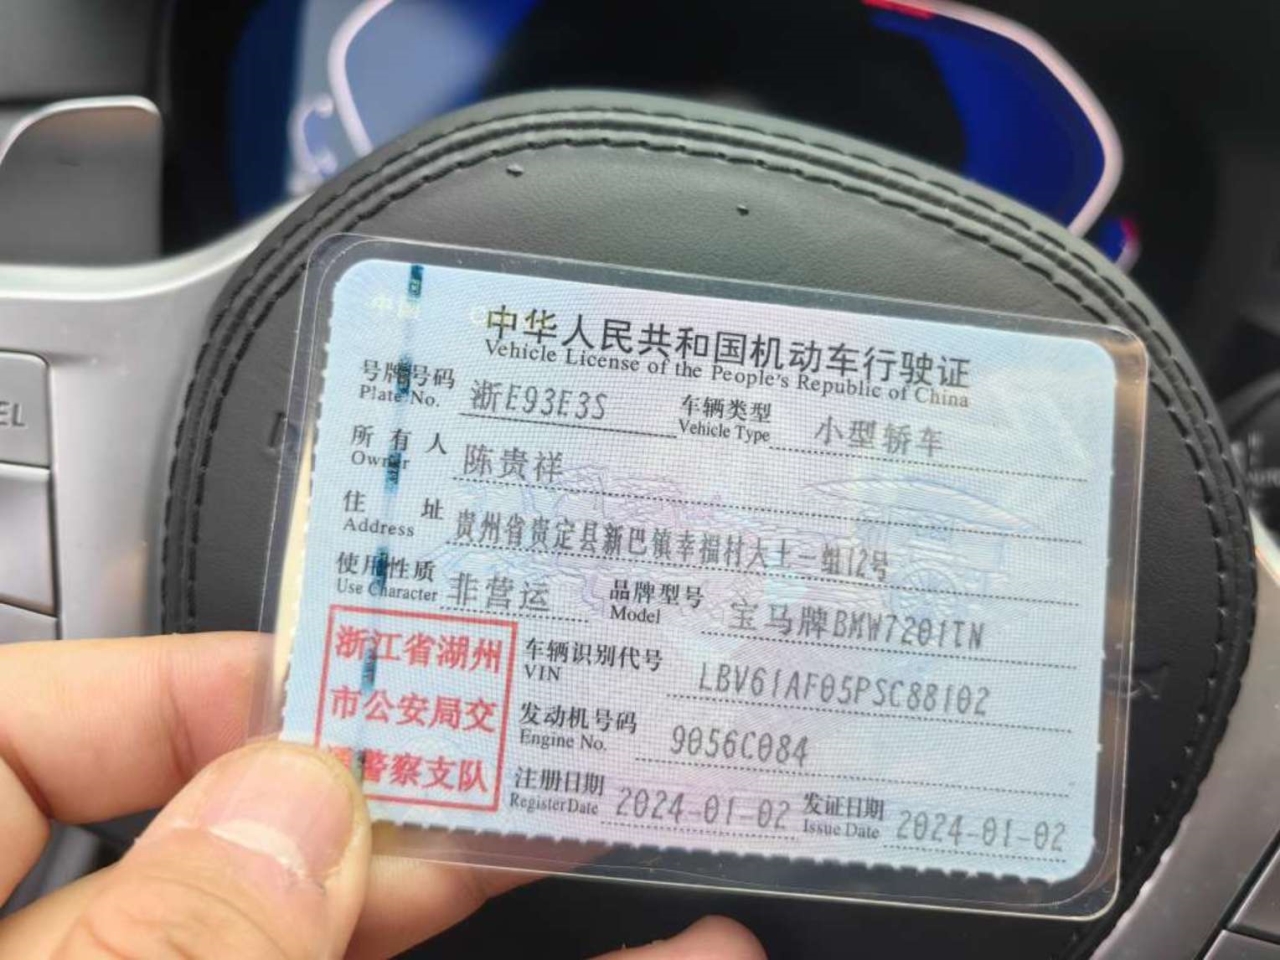 EL
中华人民共和国机动车行驶证
Vehicle License of the People's Republic of China
号牌号码 浙E93E3S 车辆类型 小型轿车
Plate No. Vehicle Type
所有人 陈贵祥
Owner
住址 贵州省贵定县新巴镇幸福村大土一组12号
Address
使用性质 非营运 品牌型号 宝马牌BMW7201TN
Use Character Model
浙江省湖州
市公安局交
警察支队
车辆识别代号 LBV61AF05PSC88102
VIN
发动机号码 9056C084
Engine No.
注册日期 2024-01-02 发证日期 2024-01-02
Register Date Issue Date